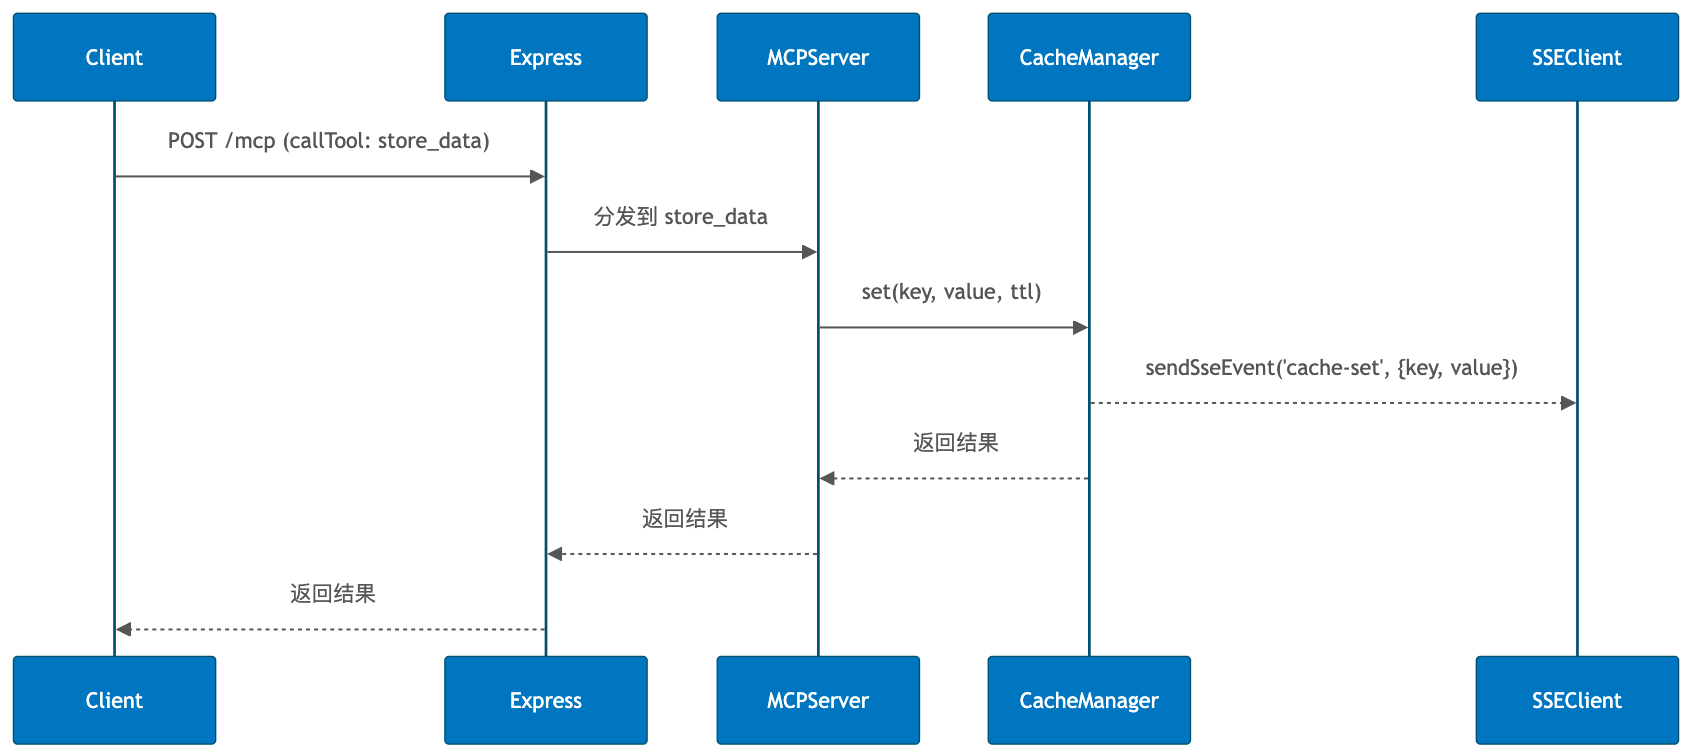 Client
Express
MCPServer
CacheManager
SSEClient
POST /mcp (callTool: store_data)
分发到 store_data
set(key, value, ttl)
sendSseEvent('cache-set', {key, value})
返回结果
返回结果
返回结果
Client
Express
MCPServer
CacheManager
SSEClient